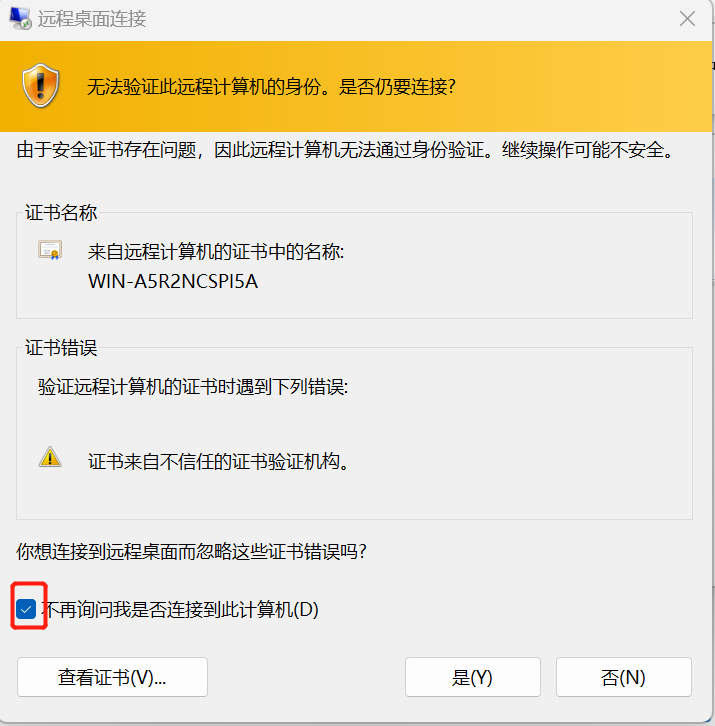 远程桌面连接
无法验证此远程计算机的身份。是否仍要连接?
由于安全证书存在问题，因此远程计算机无法通过身份验证。继续操作可能不安全。
证书名称
来自远程计算机的证书中的名称:
WIN-A5R2NCSPI5A
证书错误
验证远程计算机的证书时遇到下列错误:
证书来自不信任的证书验证机构。
你想连接到远程桌面而忽略这些证书错误吗?
不再询问我是否连接到此计算机(D)
查看证书(V)...
是(Y)
否(N)